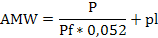 AMW = P / Pf * 0,052 + pl